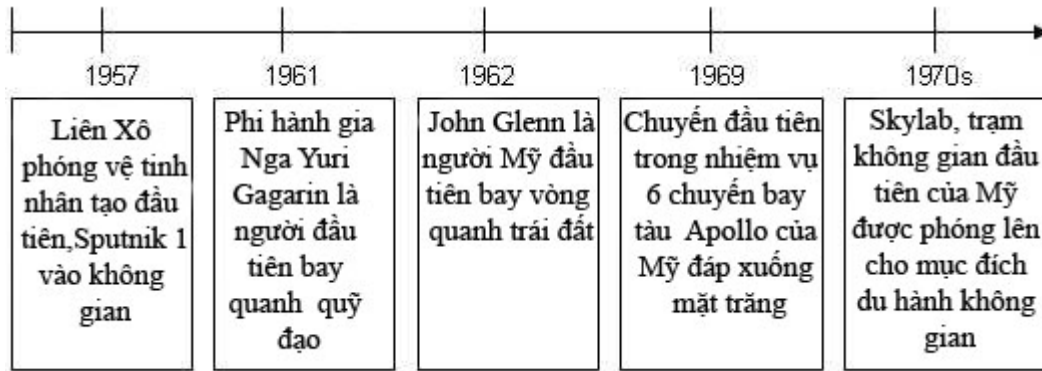 1957
1961
1962
1969
1970s
Liên Xô
phóng vệ tinh
nhân tạo đầu
tiên,Sputnik 1
vào không
gian
Phi hành gia
Nga Yuri
Gagarin là
người đầu
tiên bay
quanh quỹ
đạo
John Glenn là
người Mỹ đầu
tiên bay vòng
quanh trái đất
Chuyến đầu tiên
trong nhiệm vụ
6 chuyến bay
tàu Apollo của
Mỹ đáp xuống
mặt trăng
Skylab, trạm
không gian đầu
tiên của Mỹ
được phóng lên
cho mục đích
du hành không
gian